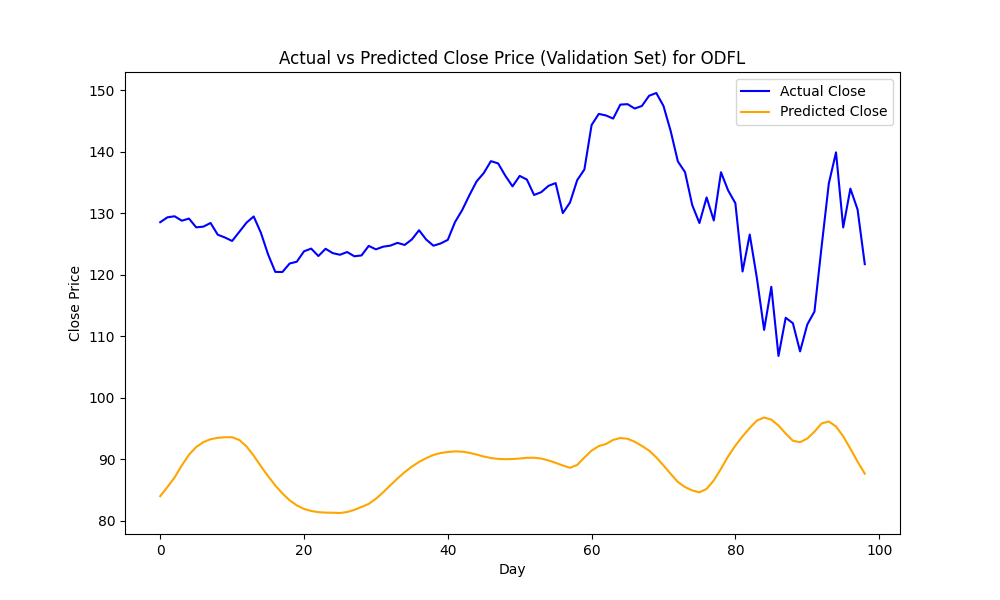 Actual vs Predicted Close Price (Validation Set) for ODFL
Actual Close
Predicted Close
Close Price
150
140
130
120
110
100
90
80
0 20 40 60 80 100
Day